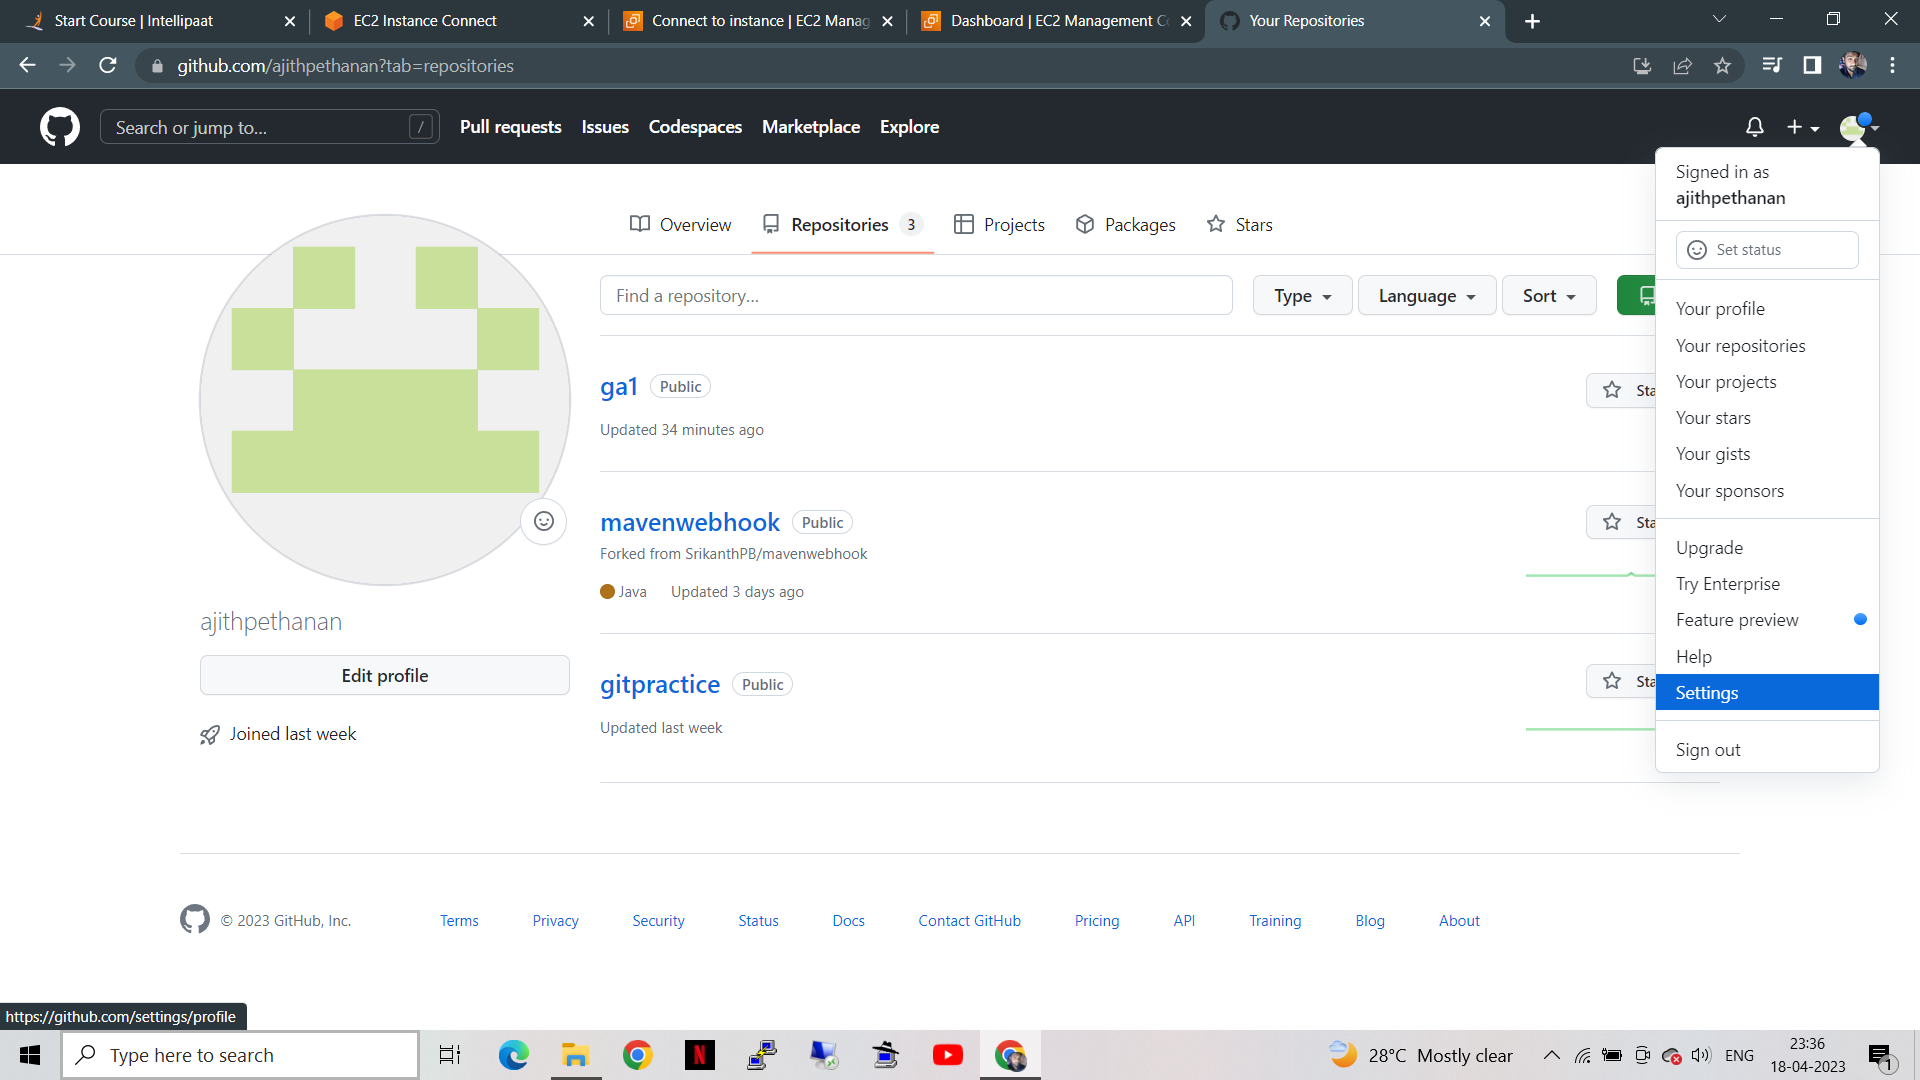 Start Course | Intellipaat
EC2 Instance Connect
Connect to instance | EC2 Manag
Dashboard | EC2 Management Co
Your Repositories
github.com/ajithpethanan?tab=repositories
Search or jump to...
/
Pull requests
Issues
Codespaces
Marketplace
Explore
Overview
Repositories 3
Projects
Packages
Stars
Find a repository...
Type
Language
Sort
ga1 Public
Sta
Updated 34 minutes ago
mavenwebhook Public
Sta
Forked from SrikanthPB/mavenwebhook
Java Updated 3 days ago
gitpractice Public
Sta
Updated last week
ajithpethanan
Edit profile
Joined last week
Signed in as
ajithpethanan
Set status
Your profile
Your repositories
Your projects
Your stars
Your gists
Your sponsors
Upgrade
Try Enterprise
Feature preview
Help
Settings
Sign out
© 2023 GitHub, Inc.
Terms
Privacy
Security
Status
Docs
Contact GitHub
Pricing
API
Training
Blog
About
https://github.com/settings/profile
Type here to search
N
28°C Mostly clear
ENG
23:36
18-04-2023
1